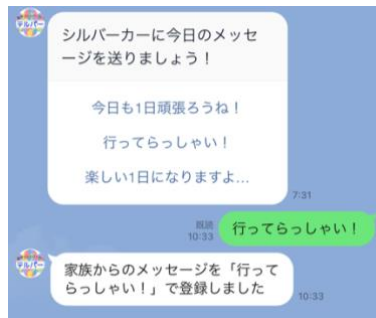 シルバーカーに今日のメッセ
ージを送りましょう！
今日も1日頑張ろうね！
行ってらっしゃい！
楽しい1日になりますよ…
7:31
既読
10:33
行ってらっしゃい！
家族からのメッセージを「行って
らっしゃい！」で登録しました
10:33